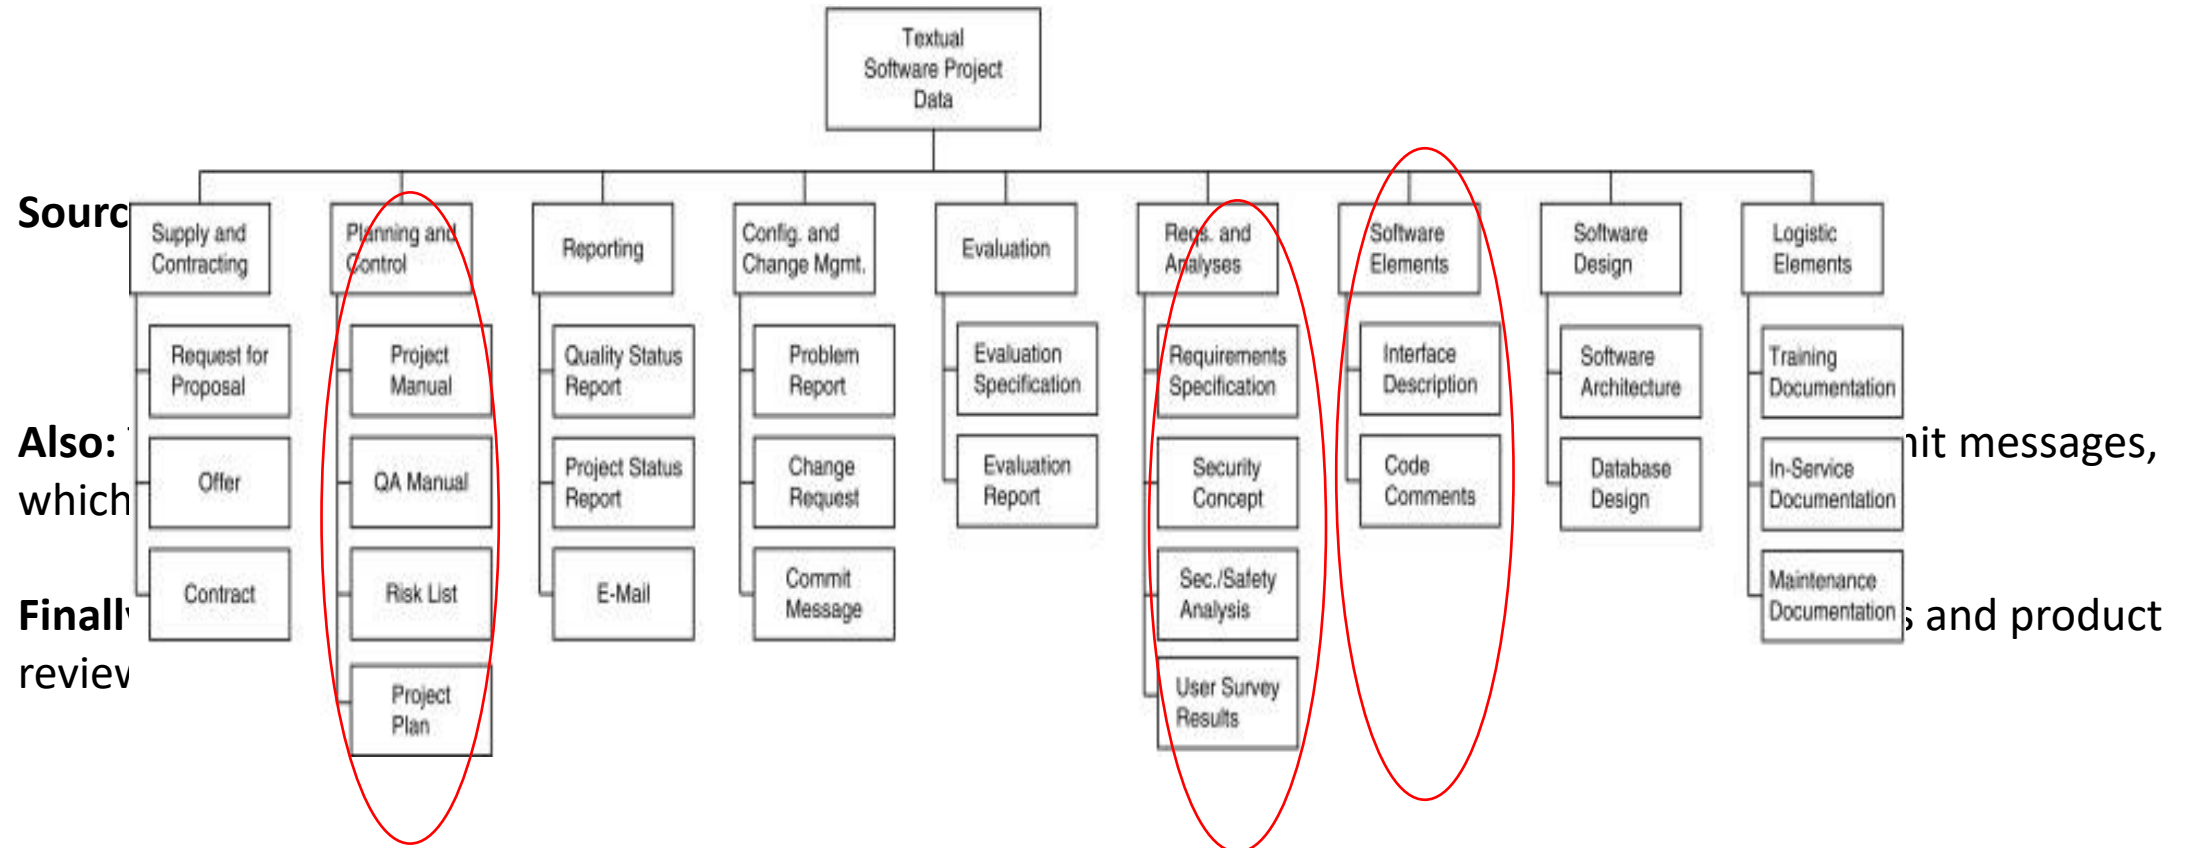 Textual
Software Project
Data
Supply and
Contracting
Request for
Proposal
Offer
Contract
Planning and
Control
Project
Manual
QA Manual
Risk List
Project
Plan
Reporting
Quality Status
Report
Project Status
Report
E-Mail
Config. and
Change Mgmt.
Problem
Report
Change
Request
Commit
Message
Evaluation
Evaluation
Specification
Evaluation
Report
Reqs. and
Analyses
Requirements
Specification
Security
Concept
Sec./Safety
Analysis
User Survey
Results
Software
Elements
Interface
Description
Code
Comments
Software
Design
Software
Architecture
Database
Design
Logistic
Elements
Training
Documentation
In-Service
Documentation
Maintenance
Documentation
Also: messages,
which
and product